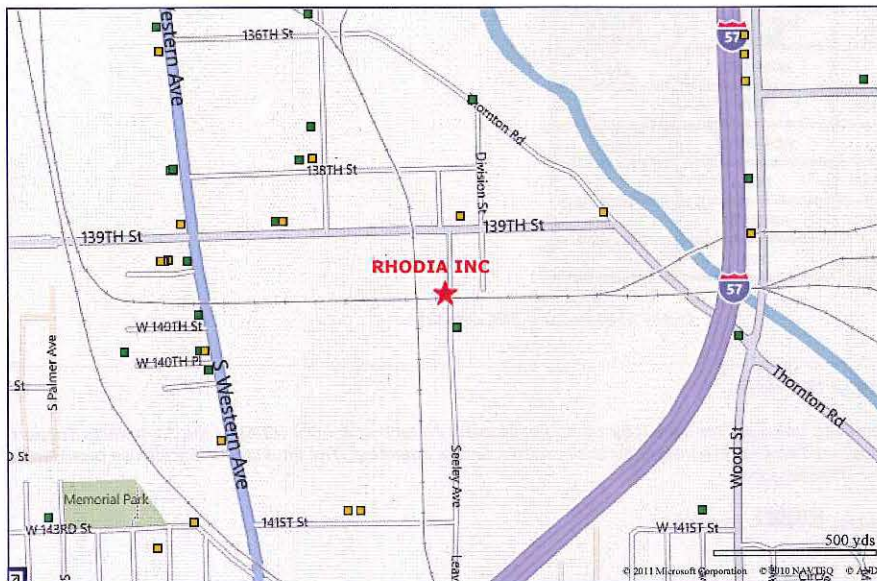 136TH St
57
Western Ave
Thornton Rd
Division St
138TH St
139TH St
139TH St
RHODIA INC
57
W 140TH St
W 140TH Pl
S Palmer Ave
St
S Western Ave
Thornton Rd
Seeley Ave
Wood St
D St
Memorial Park
W 143RD St
141ST St
W 141ST St
500 yds
Leav
S
© 2011 Microsoft Corporation © 2010 NAVTEQ © AND